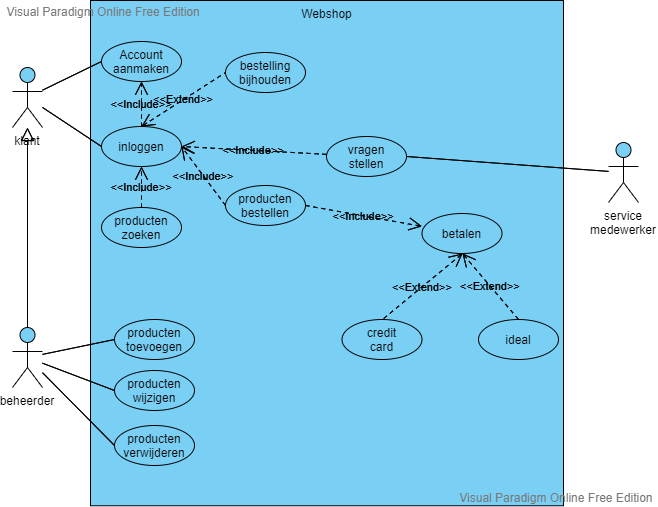 Visual Paradigm Online Free Edition
Webshop
Account
aanmaken
bestelling
bijhouden
<<Include>>
<<Extend>>
klant
inloggen
<<Include>>
vragen
stellen
<<Include>>
<<Include>>
producten
bestellen
service
medewerker
producten
zoeken
<<Include>>
betalen
<<Extend>>
<<Extend>>
credit
card
ideal
producten
toevoegen
beheerder
producten
wijzigen
producten
verwijderen
Visual Paradigm Online Free Edition